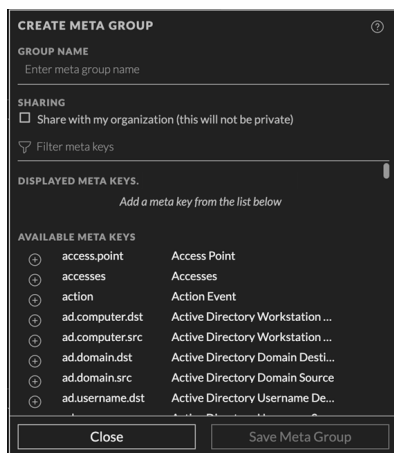 CREATE META GROUP
GROUP NAME
Enter meta group name
SHARING
Share with my organization (this will not be private)
Filter meta keys
DISPLAYED META KEYS.
Add a meta key from the list below
AVAILABLE META KEYS
access.point Access Point
accesses Accesses
action Action Event
ad.computer.dst Active Directory Workstation ...
ad.computer.src Active Directory Workstation ...
ad.domain.dst Active Directory Domain Desti...
ad.domain.src Active Directory Domain Source
ad.username.dst Active Directory Username De...
Close Save Meta Group